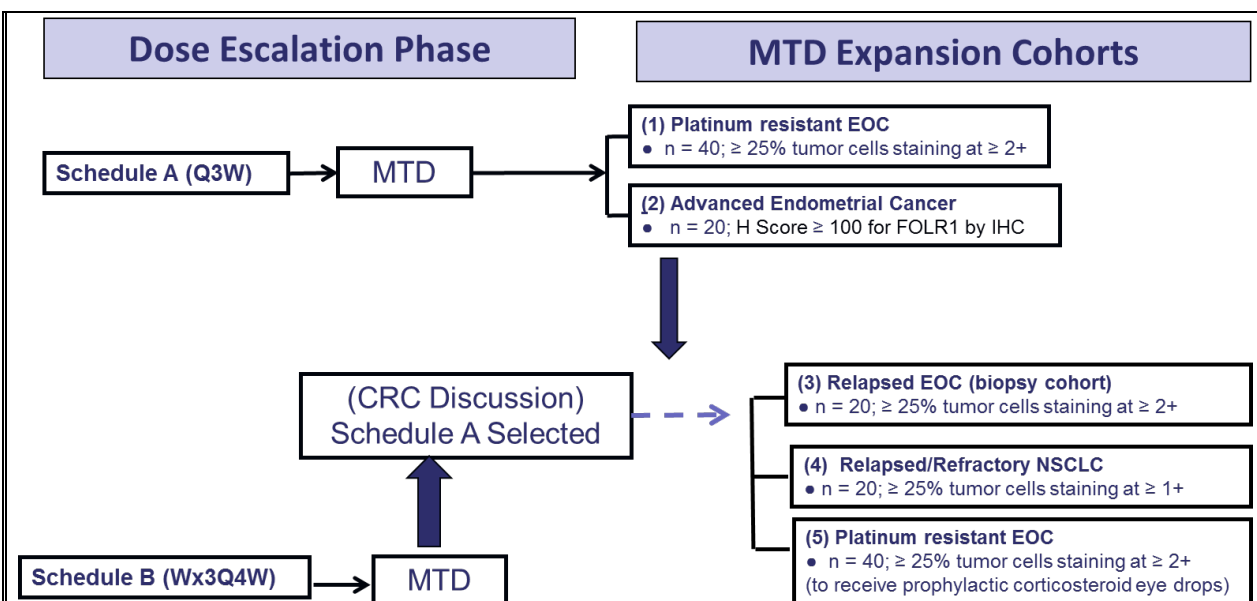 Dose Escalation Phase
MTD Expansion Cohorts
Schedule A (Q3W)
MTD
(1) Platinum resistant EOC
● n = 40; ≥ 25% tumor cells staining at ≥ 2+
(2) Advanced Endometrial Cancer
● n = 20; H Score ≥ 100 for FOLR1 by IHC
(CRC Discussion)
Schedule A Selected
(3) Relapsed EOC (biopsy cohort)
● n = 20; ≥ 25% tumor cells staining at ≥ 2+
(4) Relapsed/Refractory NSCLC
● n = 20; ≥ 25% tumor cells staining at ≥ 1+
(5) Platinum resistant EOC
● n = 40; ≥ 25% tumor cells staining at ≥ 2+
(to receive prophylactic corticosteroid eye drops)
Schedule B (Wx3Q4W)
MTD